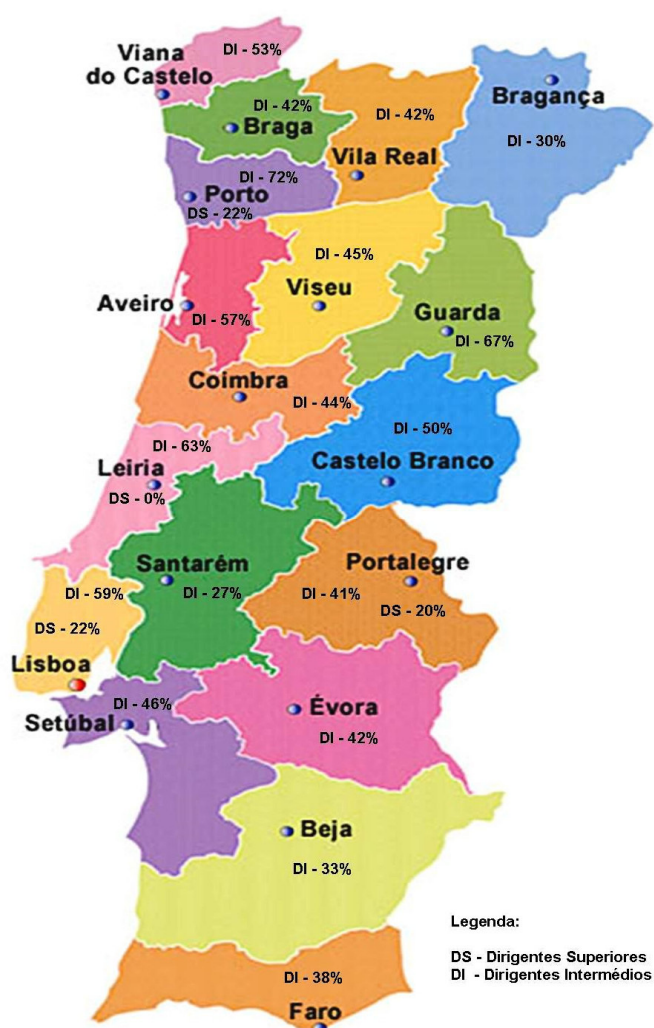 DI - 53%
Viana
do Castelo
DI - 42%
Braga
DI - 42%
Vila Real
Bragança
DI - 30%
DI - 72%
Porto
DS - 22%
DI - 45%
Viseu
Aveiro
DI - 57%
Guarda
DI - 67%
Coimbra
DI - 44%
DI - 63%
Leiria
DS - 0%
DI - 50%
Castelo Branco
Santarém
DI - 27%
Portalegre
DI - 41%
DS - 20%
DI - 59%
DS - 22%
Lisboa
DI - 46%
Setúbal
Évora
DI - 42%
Beja
DI - 33%
Legenda:
DS - Dirigentes Superiores
DI - Dirigentes Intermédios
DI - 38%
Faro